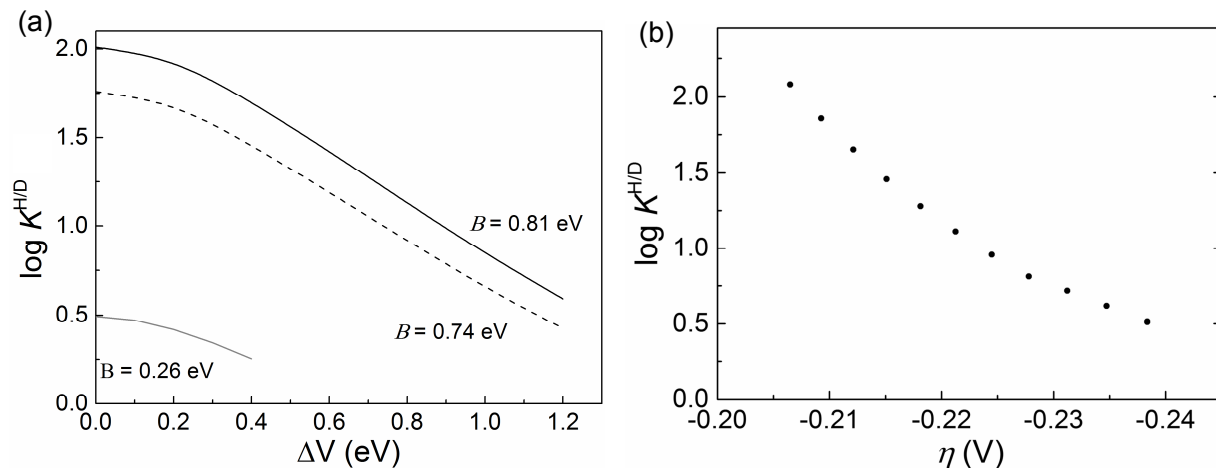 (a)
2.0
1.5
1.0
0.5
0.0
log K^H/D
B = 0.81 eV
B = 0.74 eV
B = 0.26 eV
0.0 0.2 0.4 0.6 0.8 1.0 1.2
ΔV (eV)
(b)
2.0
1.5
1.0
0.5
0.0
log K^H/D
-0.20 -0.21 -0.22 -0.23 -0.24
η (V)